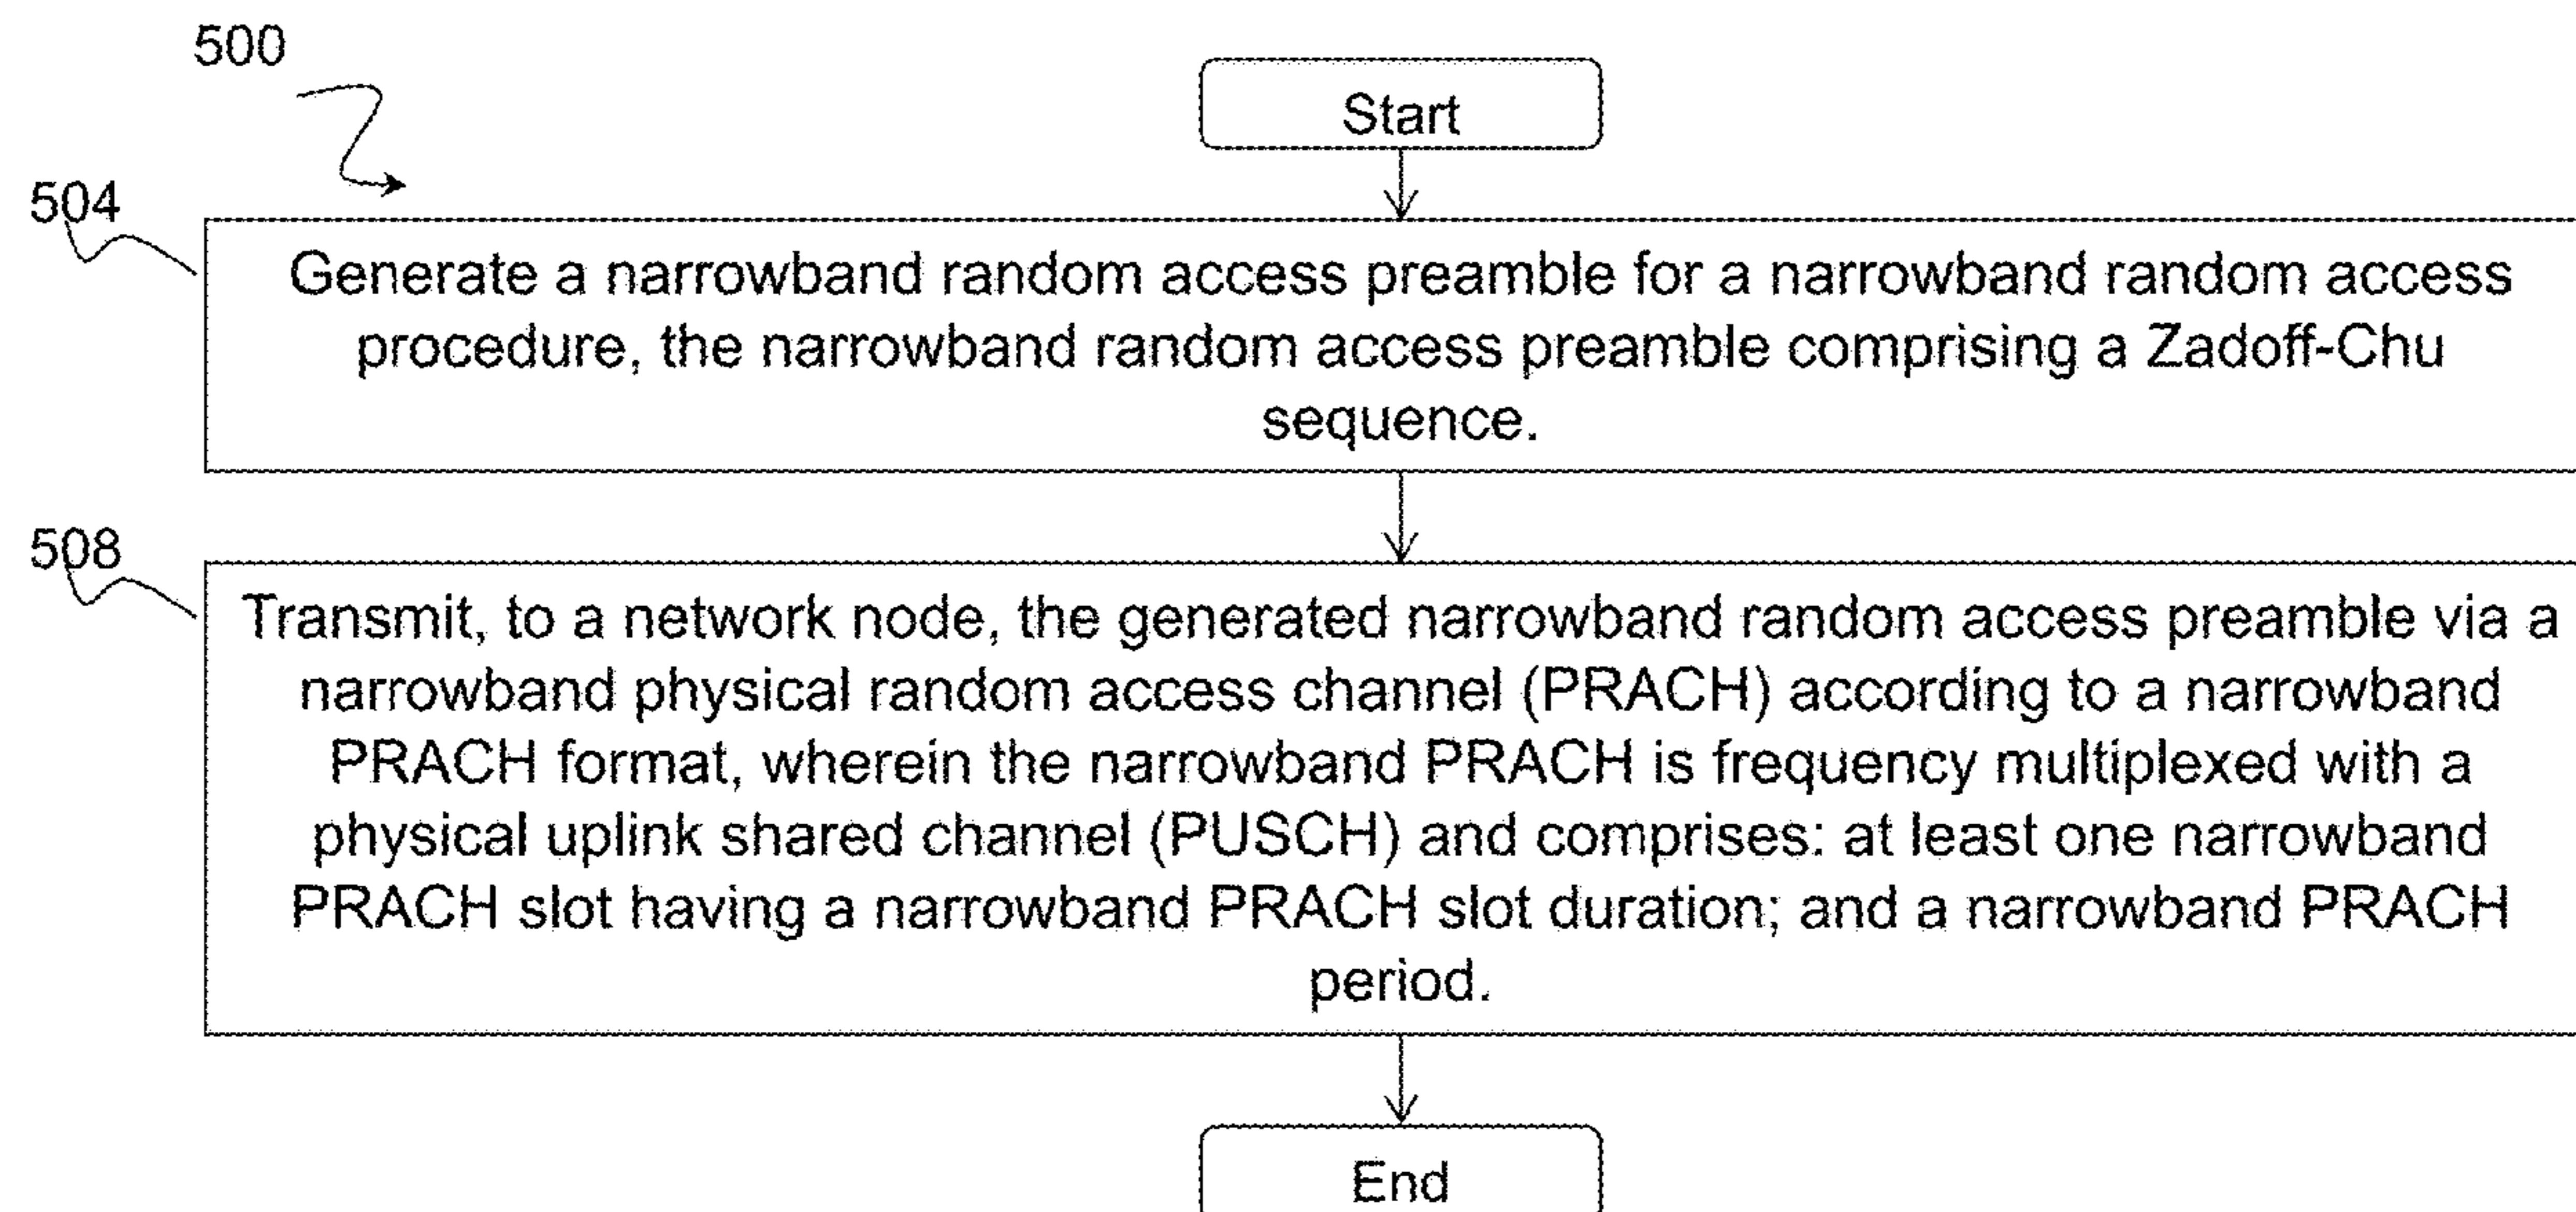 500
Start
504
Generate a narrowband random access preamble for a narrowband random access
procedure, the narrowband random access preamble comprising a Zadoff-Chu
sequence.
508
Transmit, to a network node, the generated narrowband random access preamble via a
narrowband physical random access channel (PRACH) according to a narrowband
PRACH format, wherein the narrowband PRACH is frequency multiplexed with a
physical uplink shared channel (PUSCH) and comprises: at least one narrowband
PRACH slot having a narrowband PRACH slot duration; and a narrowband PRACH
period.
End